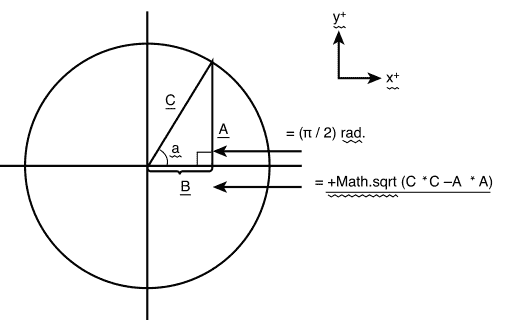 y+
x+
C
A
= (π / 2) rad.
a
B
= +Math.sqrt (C *C –A * A)